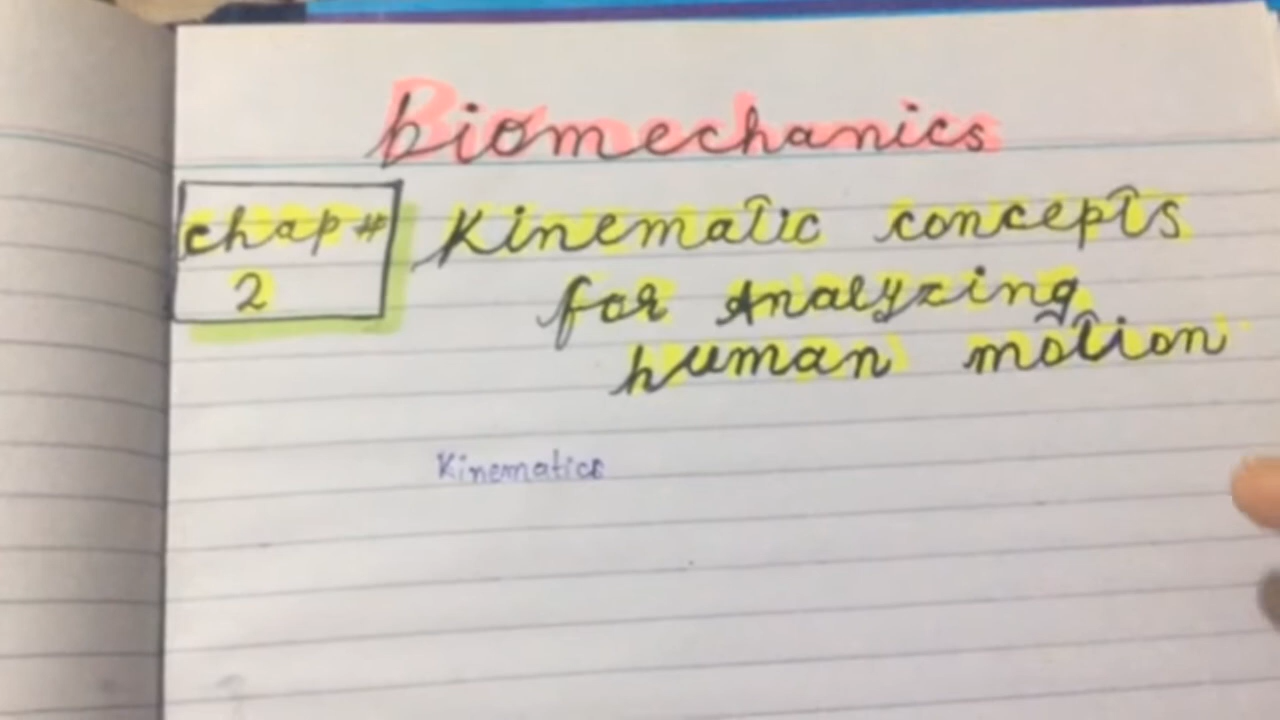 Biomechanics
Chap #
2
Kinematic concepts
for Analyzing
human motion
Kinematics